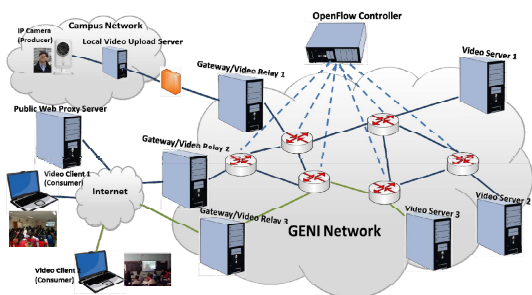 Campus Network
IP Camera
(Producer)
Local Video Upload Server
OpenFlow Controller
Gateway/Video Relay 1
Video Server 1
Public Web Proxy Server
Gateway/Video Relay 2
Video Client 1
(Consumer)
Internet
Gateway/Video Relay 3
Video Server 3
Video Server 2
GENI Network
Video Client 2
(Consumer)